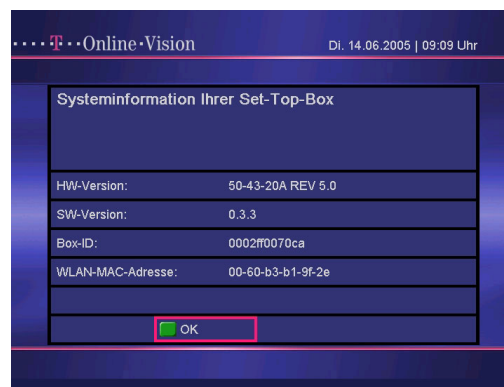 ····T··Online·Vision
Di. 14.06.2005 | 09:09 Uhr
Systeminformation Ihrer Set-Top-Box
HW-Version: 50-43-20A REV 5.0
SW-Version: 0.3.3
Box-ID: 0002ff0070ca
WLAN-MAC-Adresse: 00-60-b3-b1-9f-2e
OK